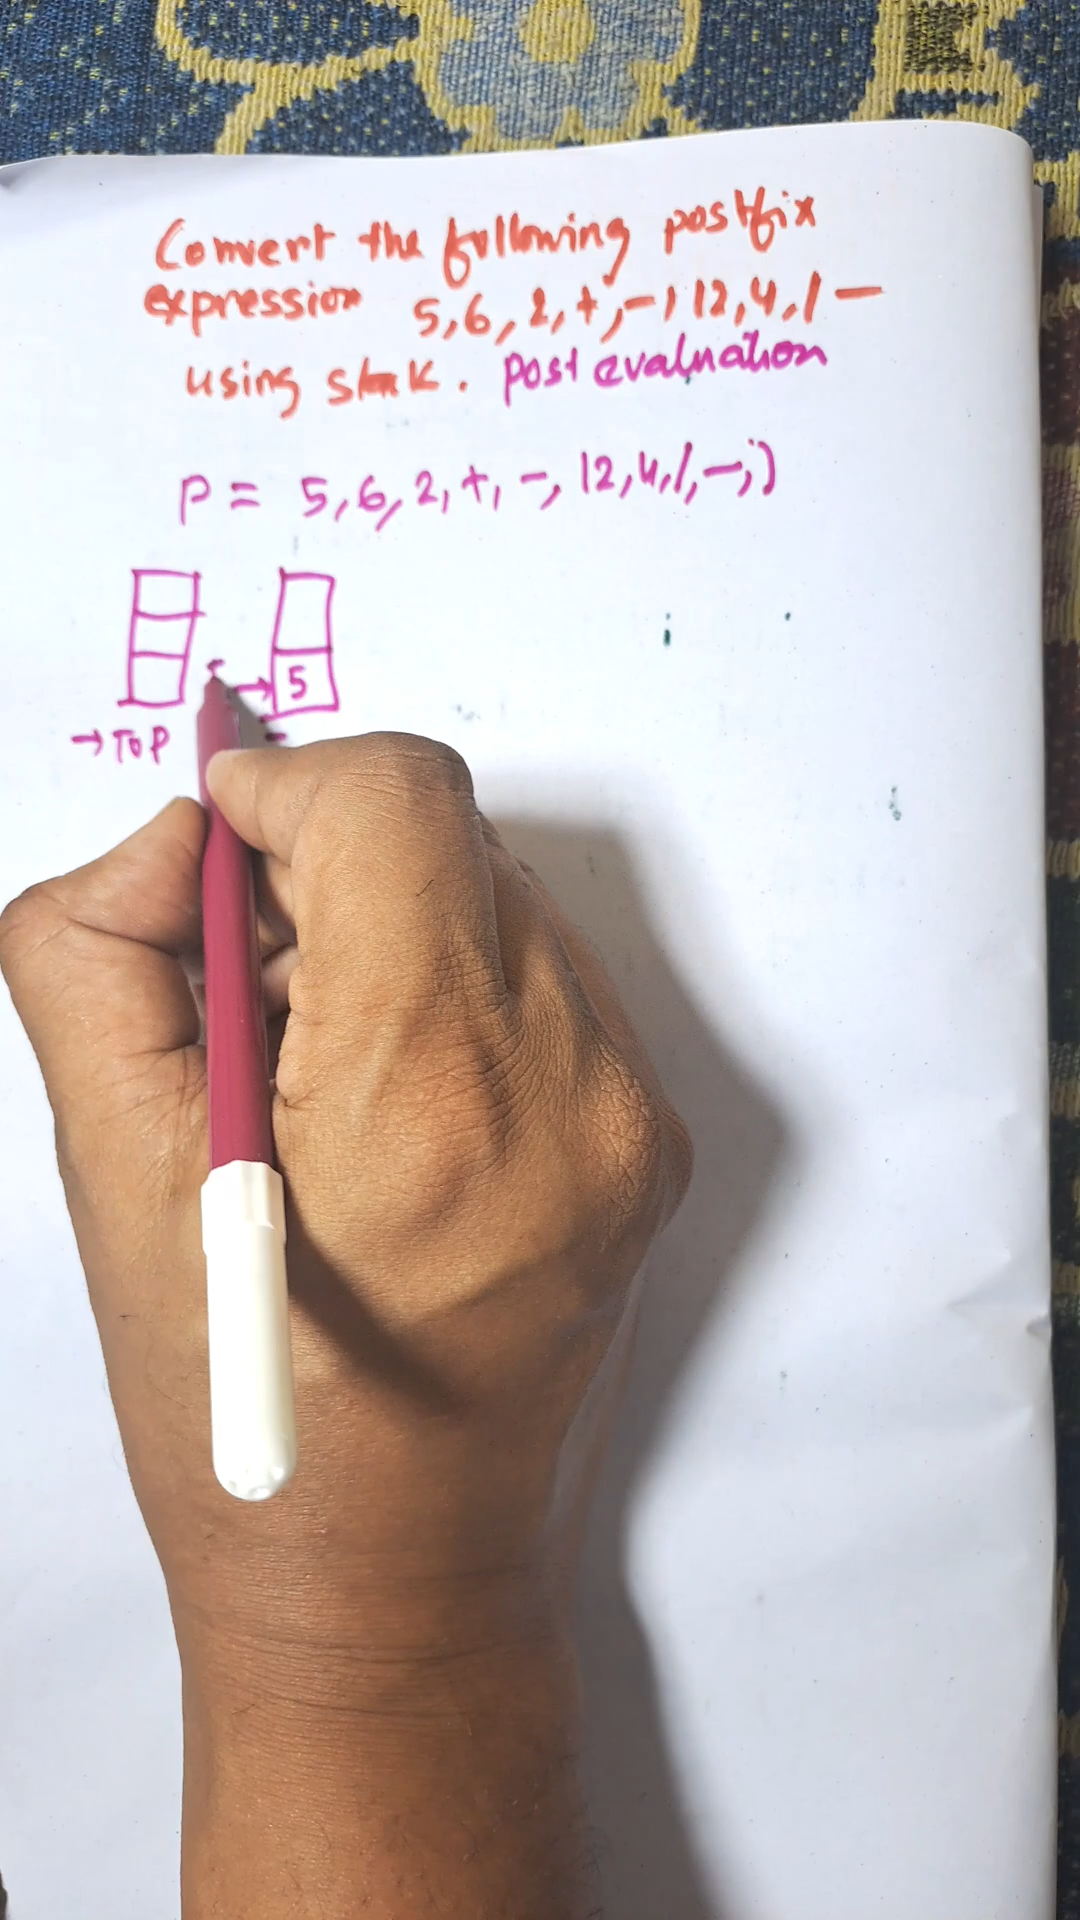 Convert the following postfix
expression 5,6,2,+,-,12,4,/-
using stack. post evaluation
P = 5,6,2,+,-,12,4,/,-,)
5
→TOP